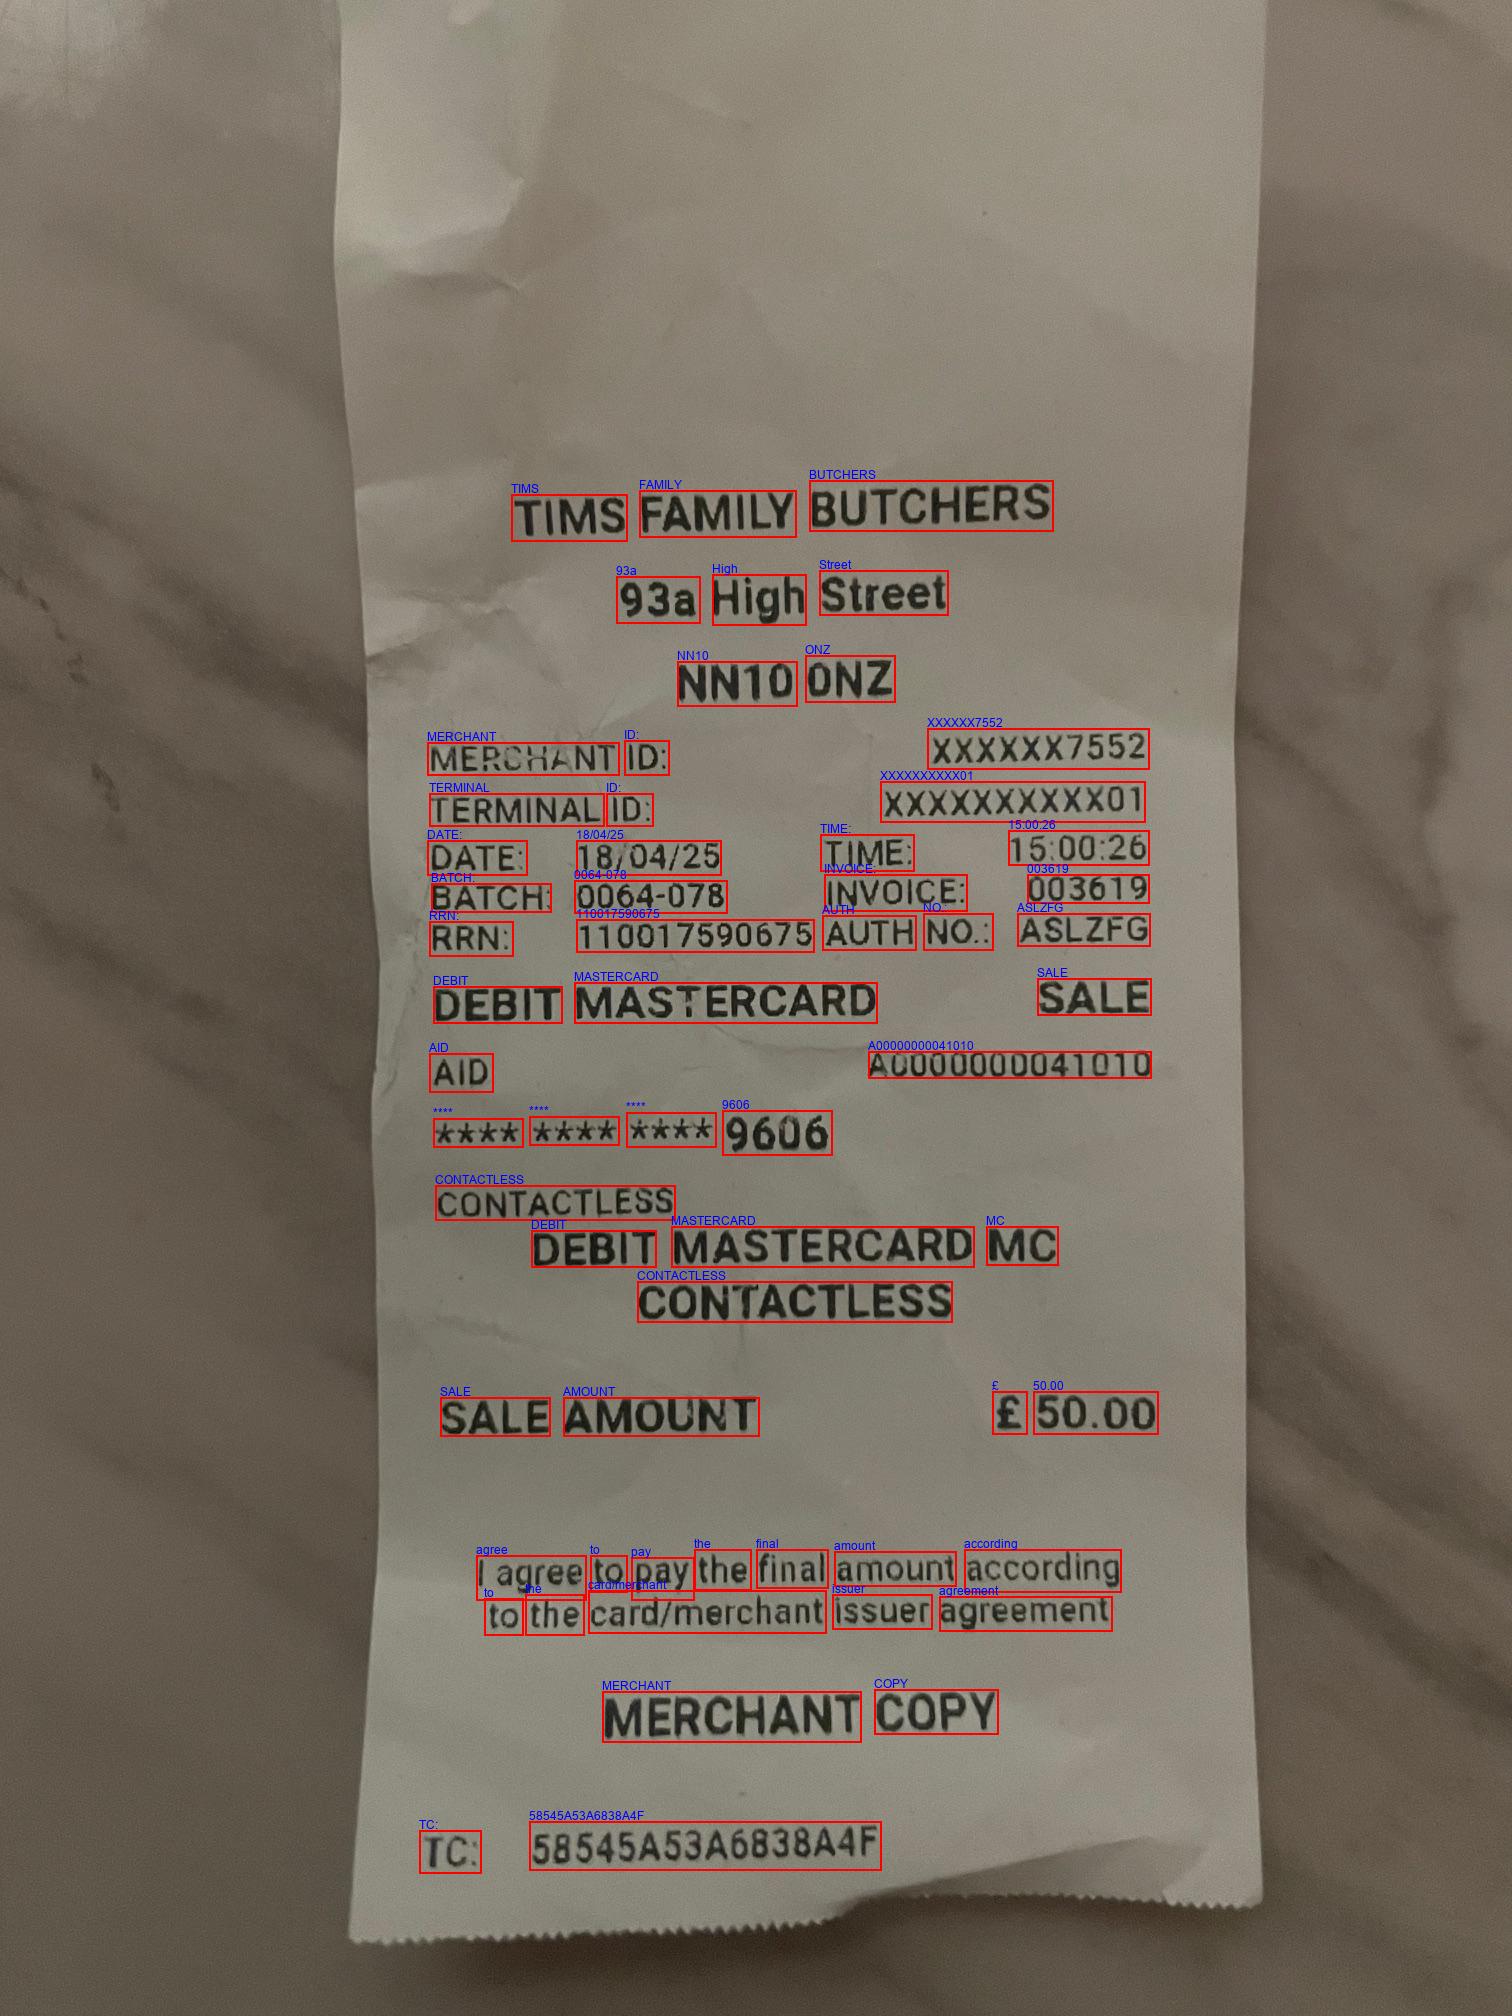 TIMS FAMILY BUTCHERS
93a High Street
NN10 0NZ
MERCHANT ID: XXXXXX7552
TERMINAL ID: XXXXXXXXXX01
DATE: 18/04/25 TIME: 15:00:26
BATCH: 0064-078 INVOICE: 003619
RRN: 110017590675 AUTH NO.: ASLZFG
DEBIT MASTERCARD SALE
AID A0000000041010
**** **** **** 9606
CONTACTLESS
DEBIT MASTERCARD MC
CONTACTLESS
SALE AMOUNT £ 50.00
I agree to pay the final amount according
to the card/merchant issuer agreement
MERCHANT COPY
TC: 58545A53A6838A4F